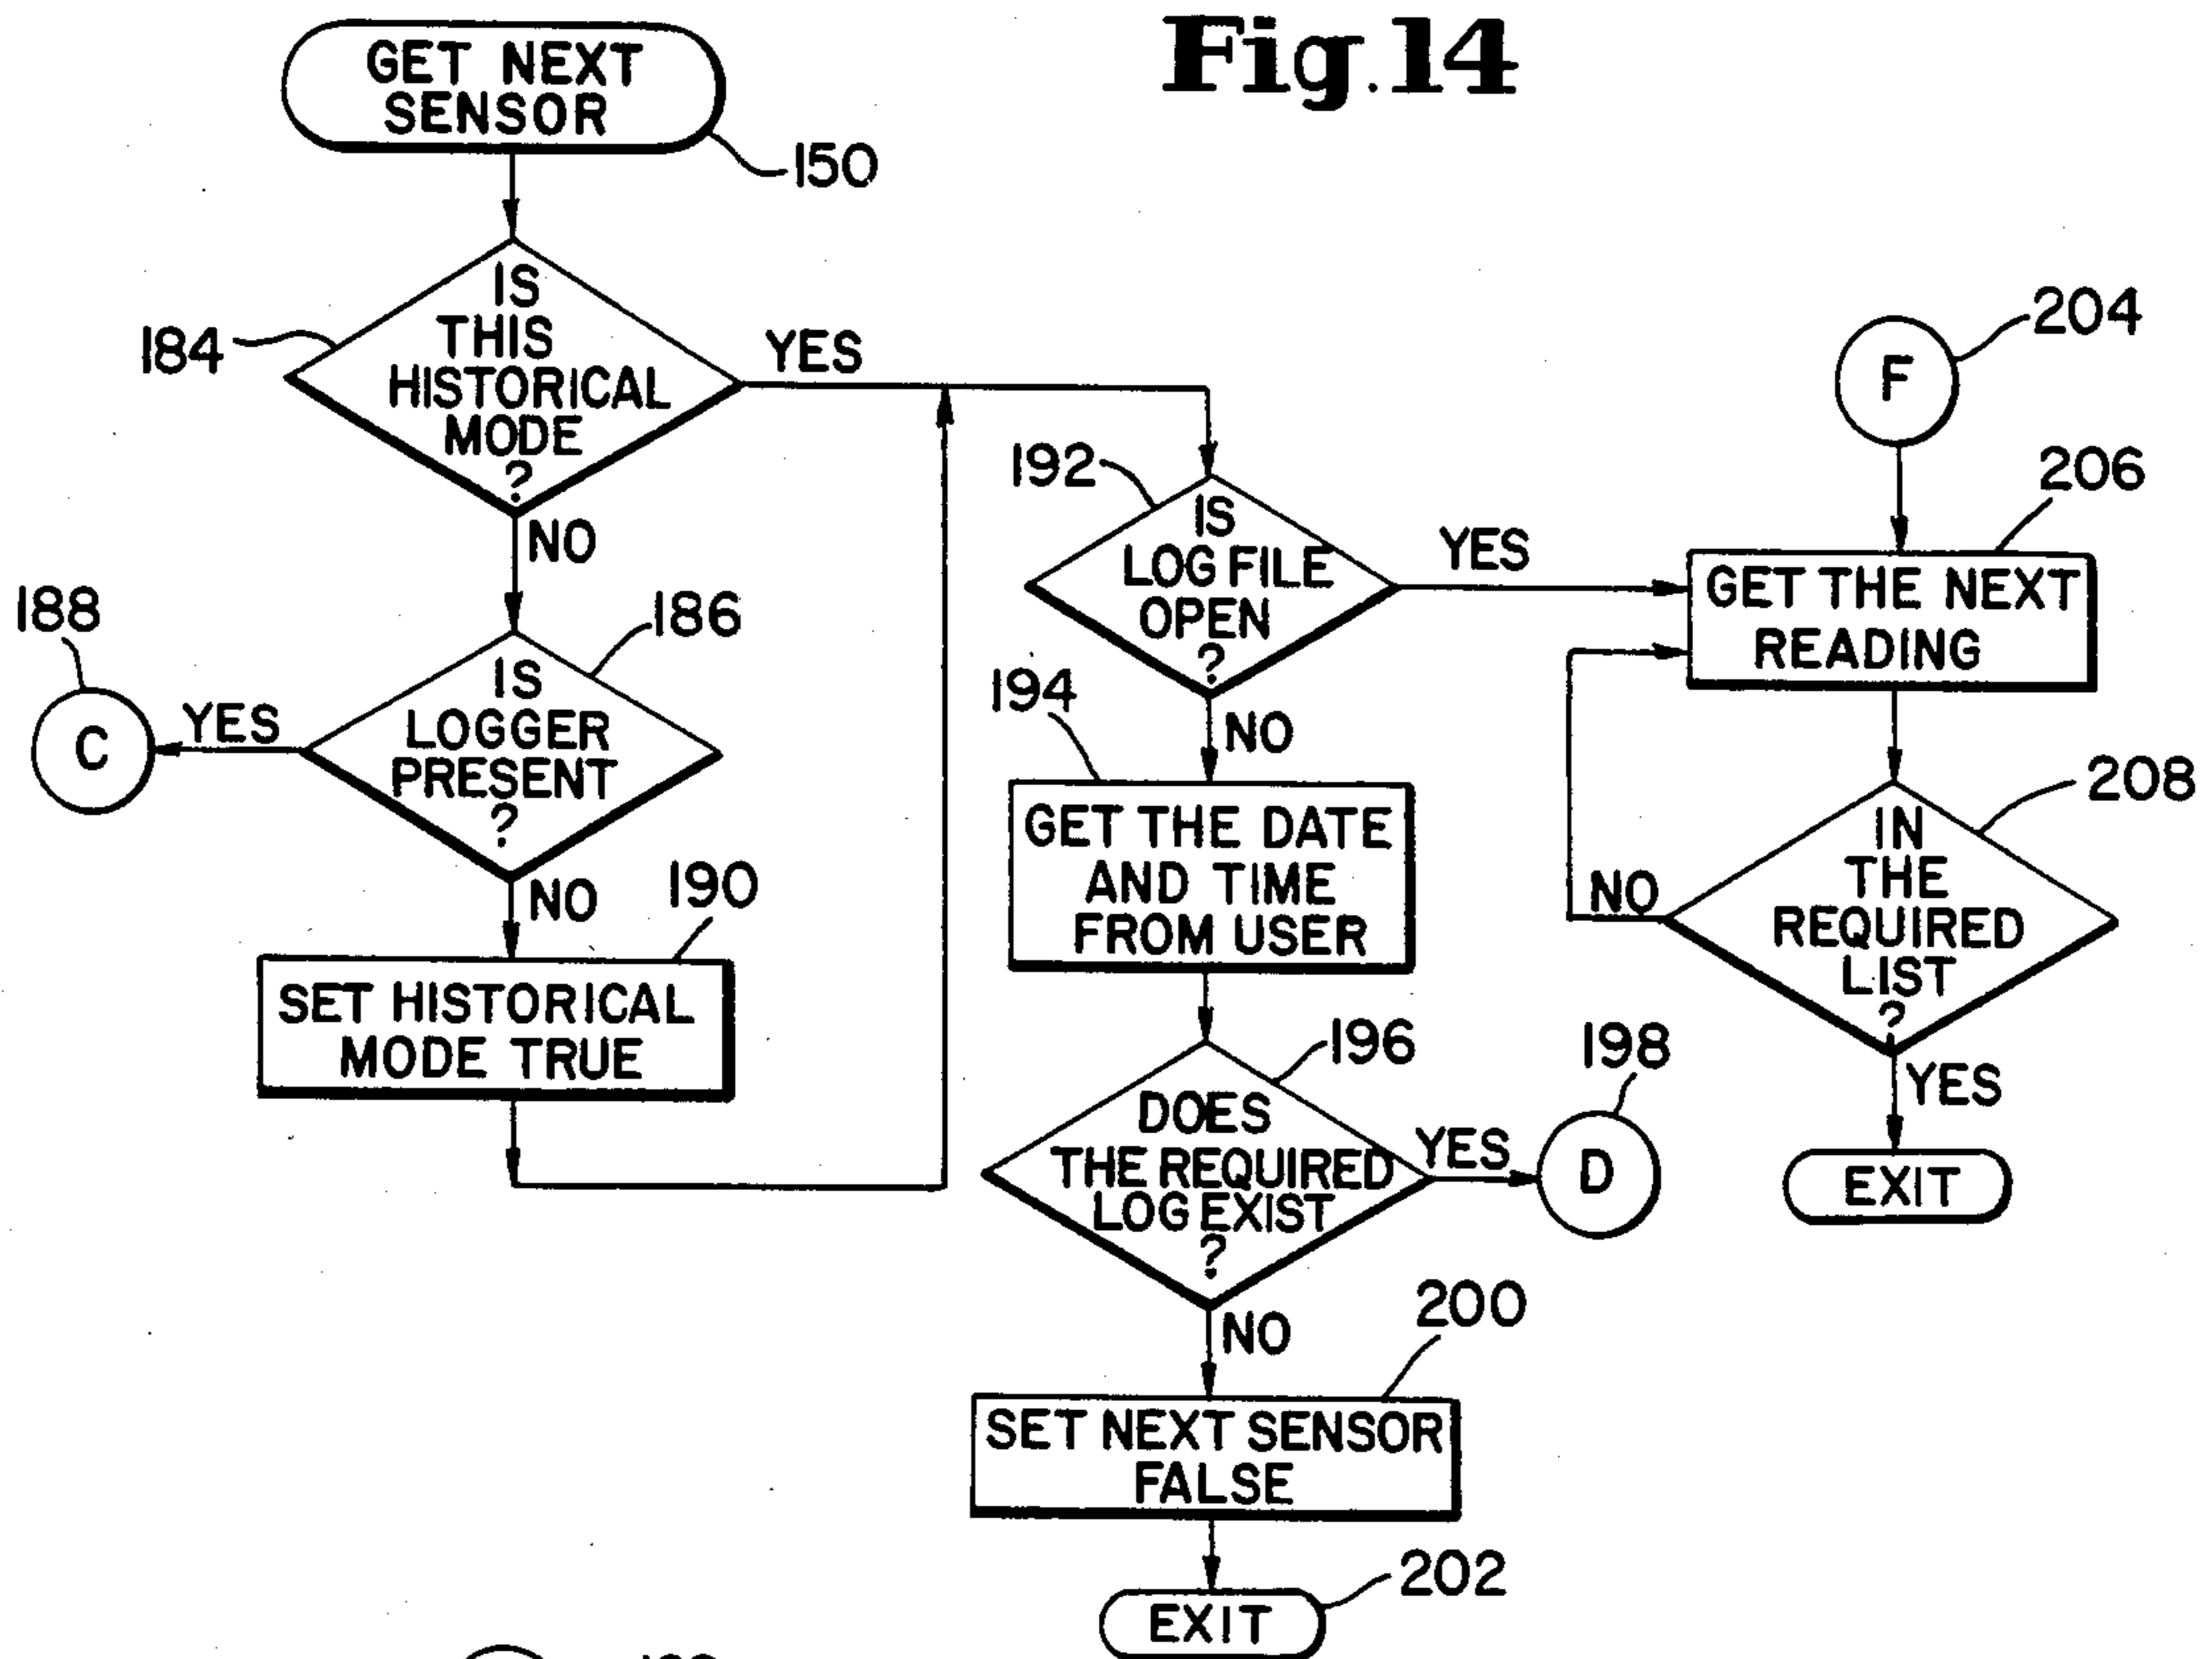 Fig.14
GET NEXT
SENSOR
150
IS
THIS
HISTORICAL
MODE
?
184
YES
NO
IS
LOGGER
PRESENT
?
186
188
YES
C
NO
190
SET HISTORICAL
MODE TRUE
192
IS
LOG FILE
OPEN
?
YES
NO
194
GET THE DATE
AND TIME
FROM USER
196
DOES
THE REQUIRED
LOG EXIST
?
YES
198
D
NO
200
SET NEXT SENSOR
FALSE
202
EXIT
204
F
206
GET THE NEXT
READING
208
IN
THE
REQUIRED
LIST
?
NO
YES
EXIT